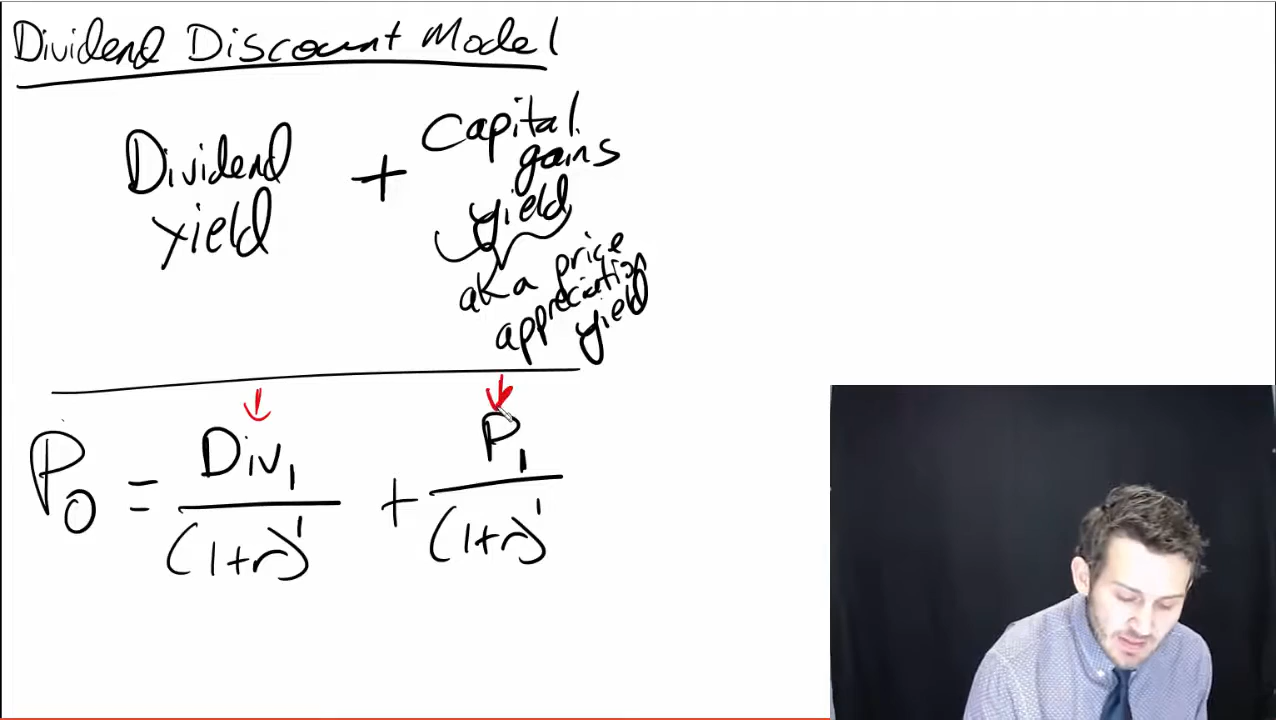 Dividend Discount Model
Dividend + Capital
yield gains
yield
aka price
appreciation
yield
P₀ = Div₁ / (1+r)¹ + P₁ / (1+r)¹